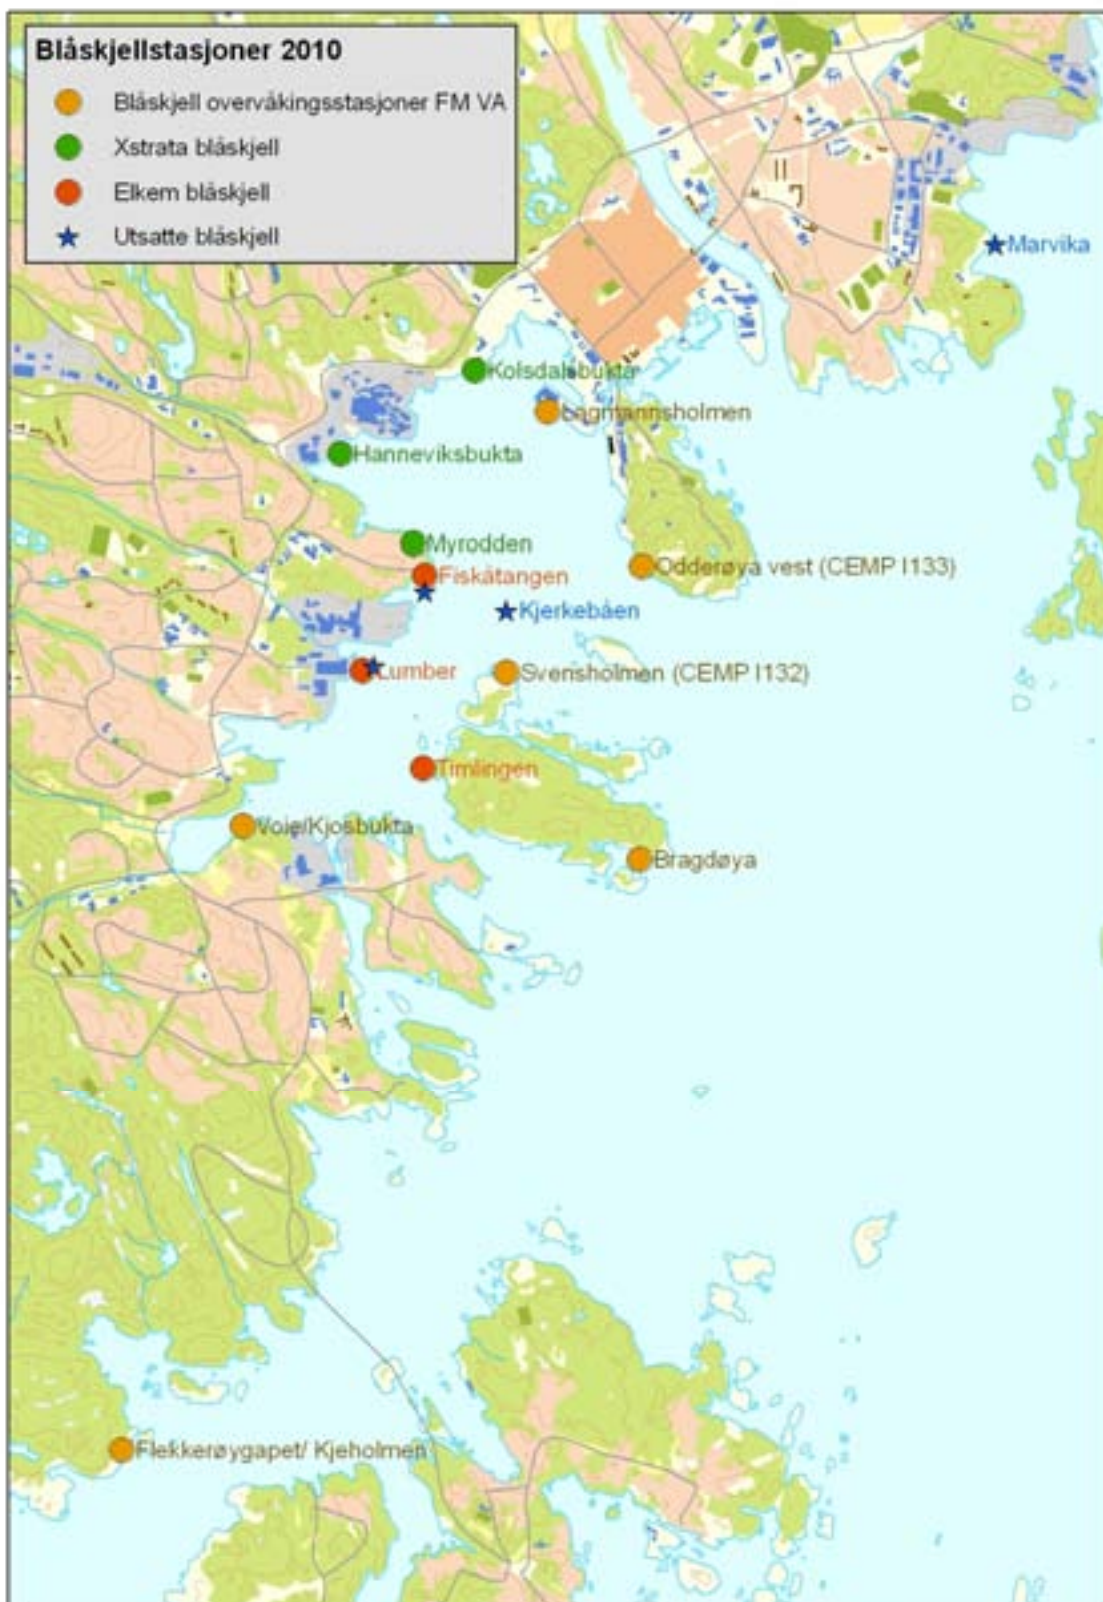 Blåskjellstasjoner 2010
Blåskjell overvåkingsstasjoner FM VA
Xstrata blåskjell
Elkem blåskjell
Utsatte blåskjell
Marvika
Kolsdalsbukta
Lagmannsholmen
Hanneviksbukta
Myrodden
Fiskåtangen
Odderøya vest (CEMP I133)
Kjerkebåen
Lumber
Svensholmen (CEMP I132)
Timlingen
Voie/Kjosbukta
Bragdøya
Flekkerøygapet/ Kjeholmen